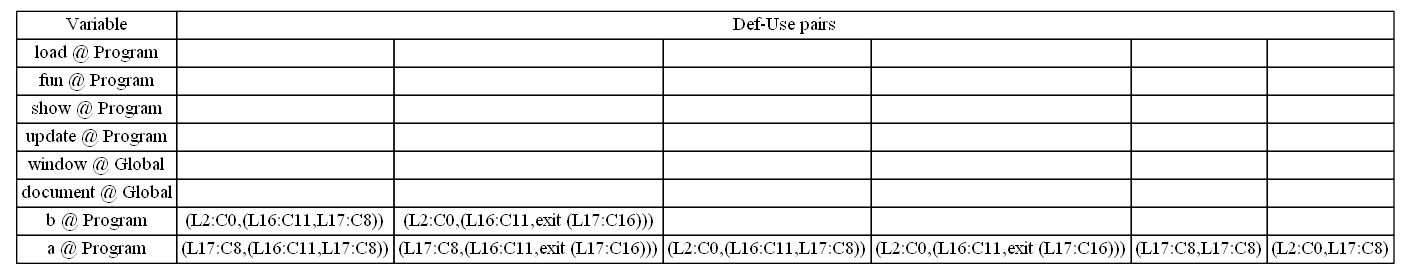 Variable Def-Use pairs
load @ Program
fun @ Program
show @ Program
update @ Program
window @ Global
document @ Global
b @ Program (L2:C0,(L16:C11,L17:C8)) (L2:C0,(L16:C11,exit (L17:C16)))
a @ Program (L17:C8,(L16:C11,L17:C8)) (L17:C8,(L16:C11,exit (L17:C16))) (L2:C0,(L16:C11,L17:C8)) (L2:C0,(L16:C11,exit (L17:C16))) (L17:C8,L17:C8) (L2:C0,L17:C8)